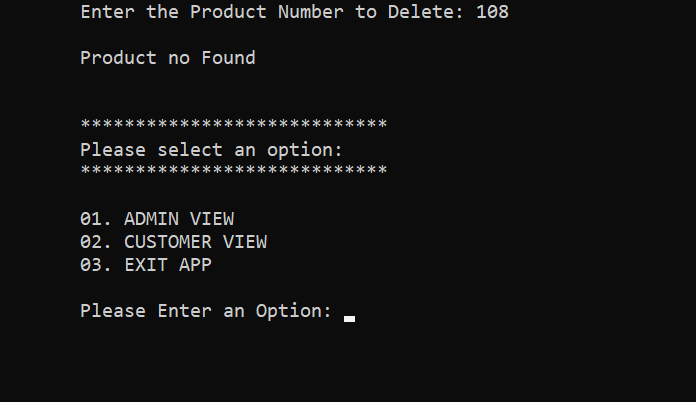 Enter the Product Number to Delete: 108
Product no Found
****************************
Please select an option:
****************************
01. ADMIN VIEW
02. CUSTOMER VIEW
03. EXIT APP
Please Enter an Option: